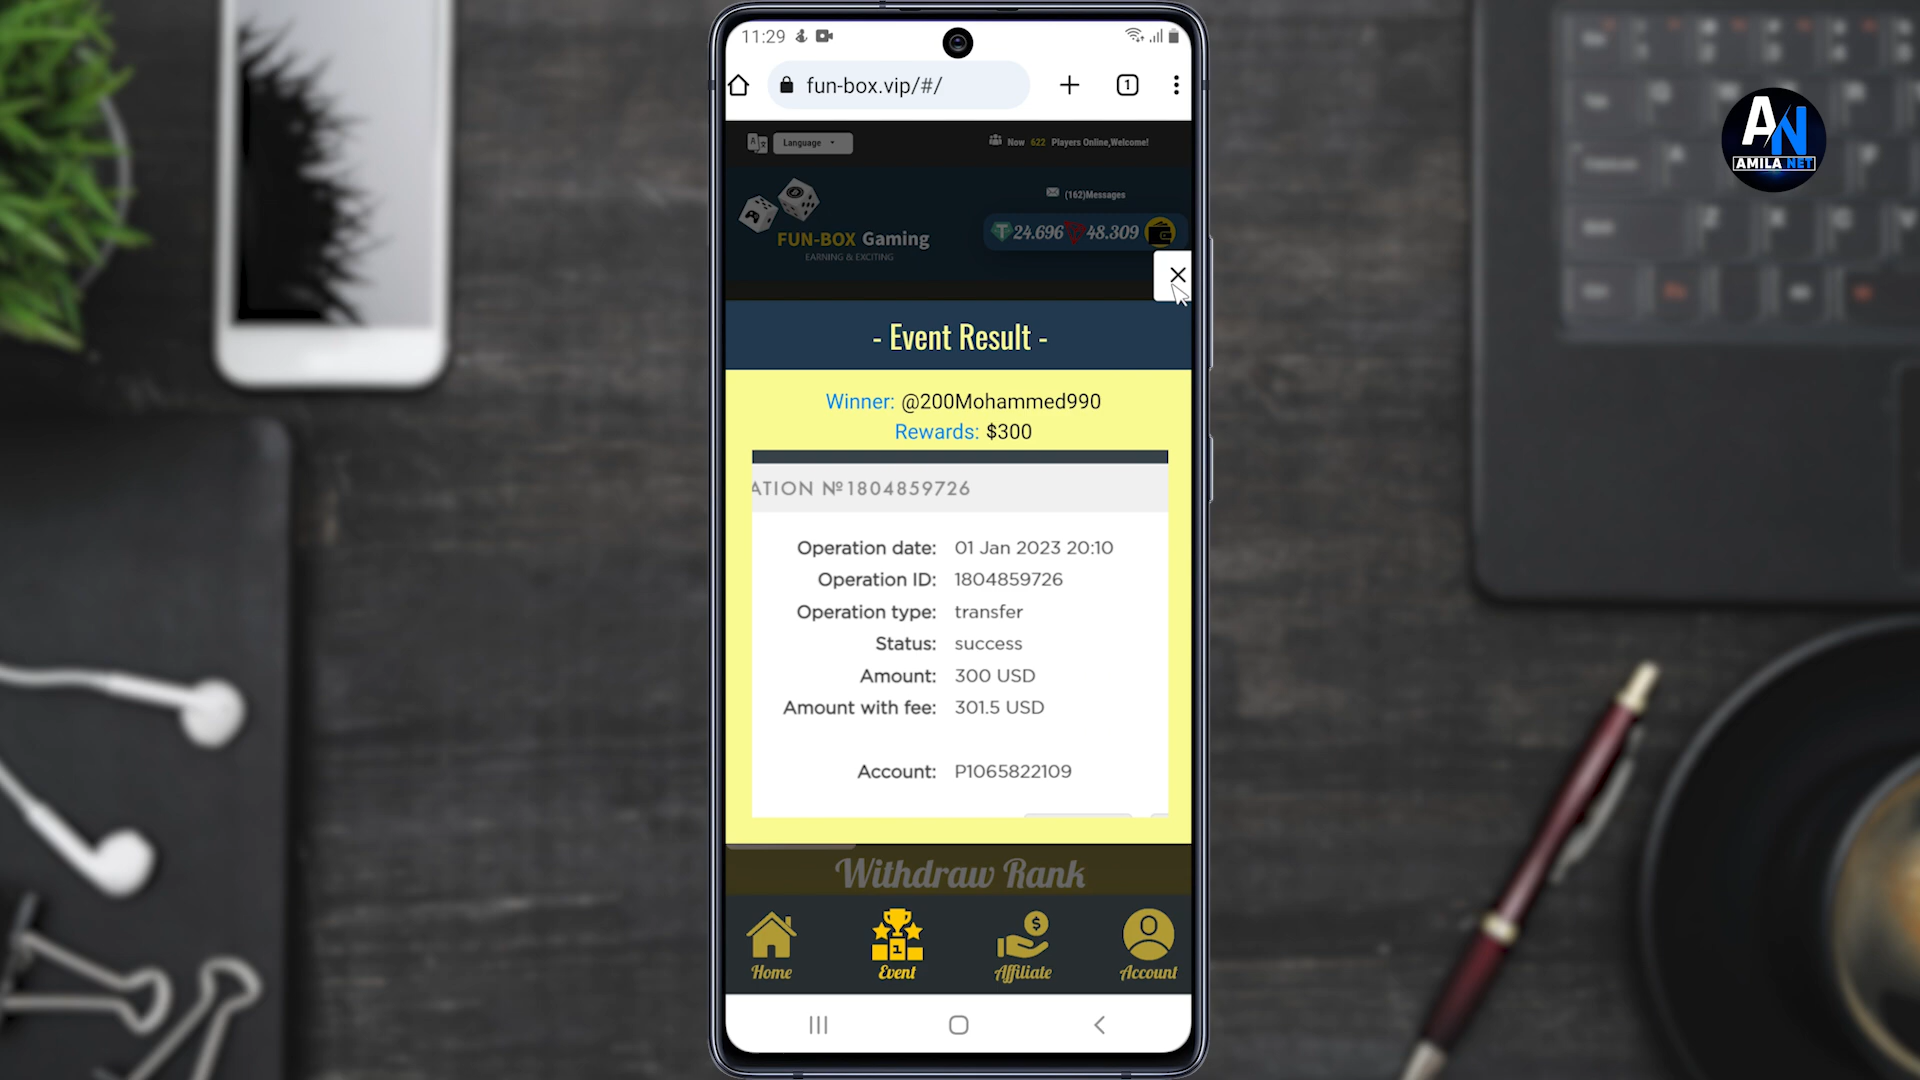 11:29
fun-box.vip/#/
1
Language
Now 622 Players Online,Welcome!
(162)Messages
24.696 48.309
FUN-BOX Gaming
EARNING & EXCITING
AN
AMILA NET
- Event Result -
Winner: @200Mohammed990
Rewards: $300
ATION №1804859726
Operation date: 01 Jan 2023 20:10
Operation ID: 1804859726
Operation type: transfer
Status: success
Amount: 300 USD
Amount with fee: 301.5 USD
Account: P1065822109
Withdraw Rank
1
Home
Event
Affiliate
Account